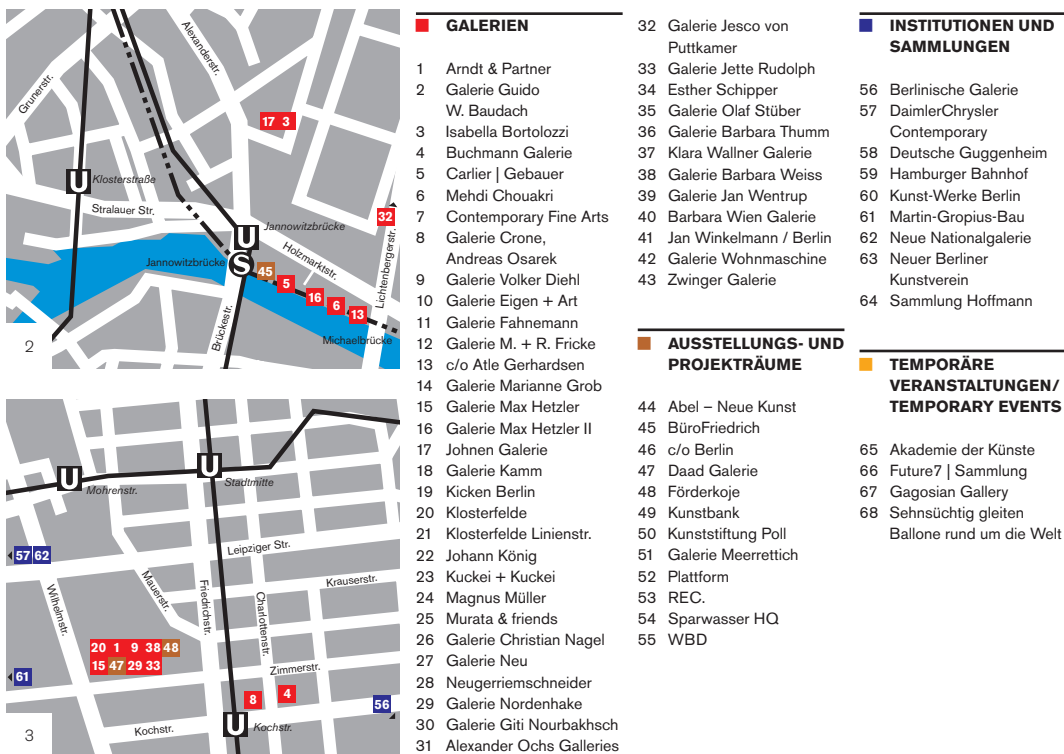 Grunerstr.
Alexanderstr.
17 3
U
Klosterstraße
Stralauer Str.
32
U
Jannowitzbrücke
Jannowitzbrücke
S
Holzmarktstr.
Lichtenbergerstr.
45
5
16
6
13
Brückestr.
Michaelbrücke
2
U
Mohrenstr.
U
Stadtmitte
57 62
Leipziger Str.
Wilhelmstr.
Mauerstr.
Friedrichstr.
Charlottenstr.
Krauserstr.
20 1 9 38 48
15 47 29 33
61
Zimmerstr.
8
4
56
U
Kochstr.
Kochstr.
3
GALERIEN
1 Arndt & Partner
2 Galerie Guido
W. Baudach
3 Isabella Bortolozzi
4 Buchmann Galerie
5 Carlier | Gebauer
6 Mehdi Chouakri
7 Contemporary Fine Arts
8 Galerie Crone,
Andreas Osarek
9 Galerie Volker Diehl
10 Galerie Eigen + Art
11 Galerie Fahnemann
12 Galerie M. + R. Fricke
13 c/o Atle Gerhardsen
14 Galerie Marianne Grob
15 Galerie Max Hetzler
16 Galerie Max Hetzler II
17 Johnen Galerie
18 Galerie Kamm
19 Kicken Berlin
20 Klosterfelde
21 Klosterfelde Linienstr.
22 Johann König
23 Kuckei + Kuckei
24 Magnus Müller
25 Murata & friends
26 Galerie Christian Nagel
27 Galerie Neu
28 Neugerriemschneider
29 Galerie Nordenhake
30 Galerie Giti Nourbakhsch
31 Alexander Ochs Galleries
32 Galerie Jesco von
Puttkamer
33 Galerie Jette Rudolph
34 Esther Schipper
35 Galerie Olaf Stüber
36 Galerie Barbara Thumm
37 Klara Wallner Galerie
38 Galerie Barbara Weiss
39 Galerie Jan Wentrup
40 Barbara Wien Galerie
41 Jan Winkelmann / Berlin
42 Galerie Wohnmaschine
43 Zwinger Galerie
AUSSTELLUNGS- UND
PROJEKTRÄUME
44 Abel – Neue Kunst
45 BüroFriedrich
46 c/o Berlin
47 Daad Galerie
48 Förderkoje
49 Kunstbank
50 Kunststiftung Poll
51 Galerie Meerrettich
52 Plattform
53 REC.
54 Sparwasser HQ
55 WBD
INSTITUTIONEN UND
SAMMLUNGEN
56 Berlinische Galerie
57 DaimlerChrysler
Contemporary
58 Deutsche Guggenheim
59 Hamburger Bahnhof
60 Kunst-Werke Berlin
61 Martin-Gropius-Bau
62 Neue Nationalgalerie
63 Neuer Berliner
Kunstverein
64 Sammlung Hoffmann
TEMPORÄRE
VERANSTALTUNGEN/
TEMPORARY EVENTS
65 Akademie der Künste
66 Future7 | Sammlung
67 Gagosian Gallery
68 Sehnsüchtig gleiten
Ballone rund um die Welt